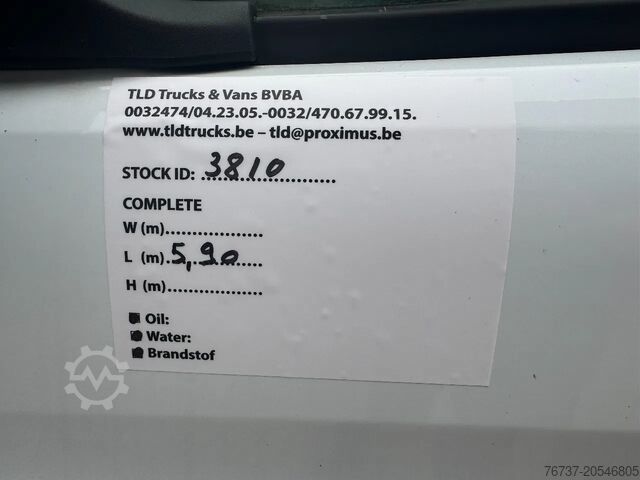 TLD Trucks & Vans BVBA
0032474/04.23.05.-0032/470.67.99.15.
www.tldtrucks.be – tld@proximus.be
STOCK ID: 3810
COMPLETE
W (m)..................
L (m).5,90
H (m)..................
Oil:
Water:
Brandstof
76737-20546805